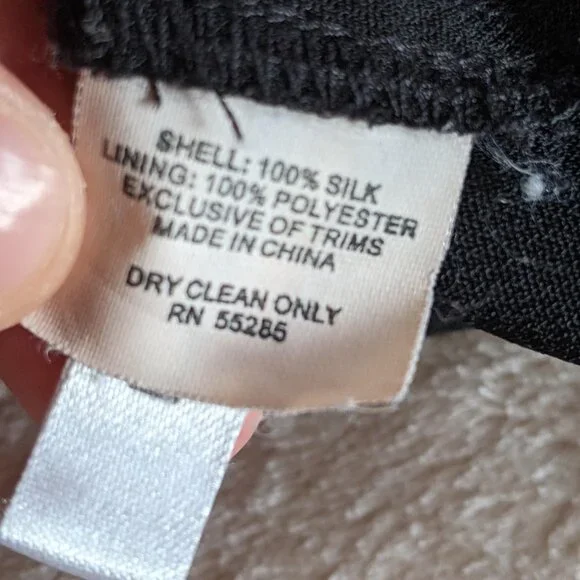 SHELL: 100% SILK
LINING: 100% POLYESTER
EXCLUSIVE OF TRIMS
MADE IN CHINA
DRY CLEAN ONLY
RN 55285